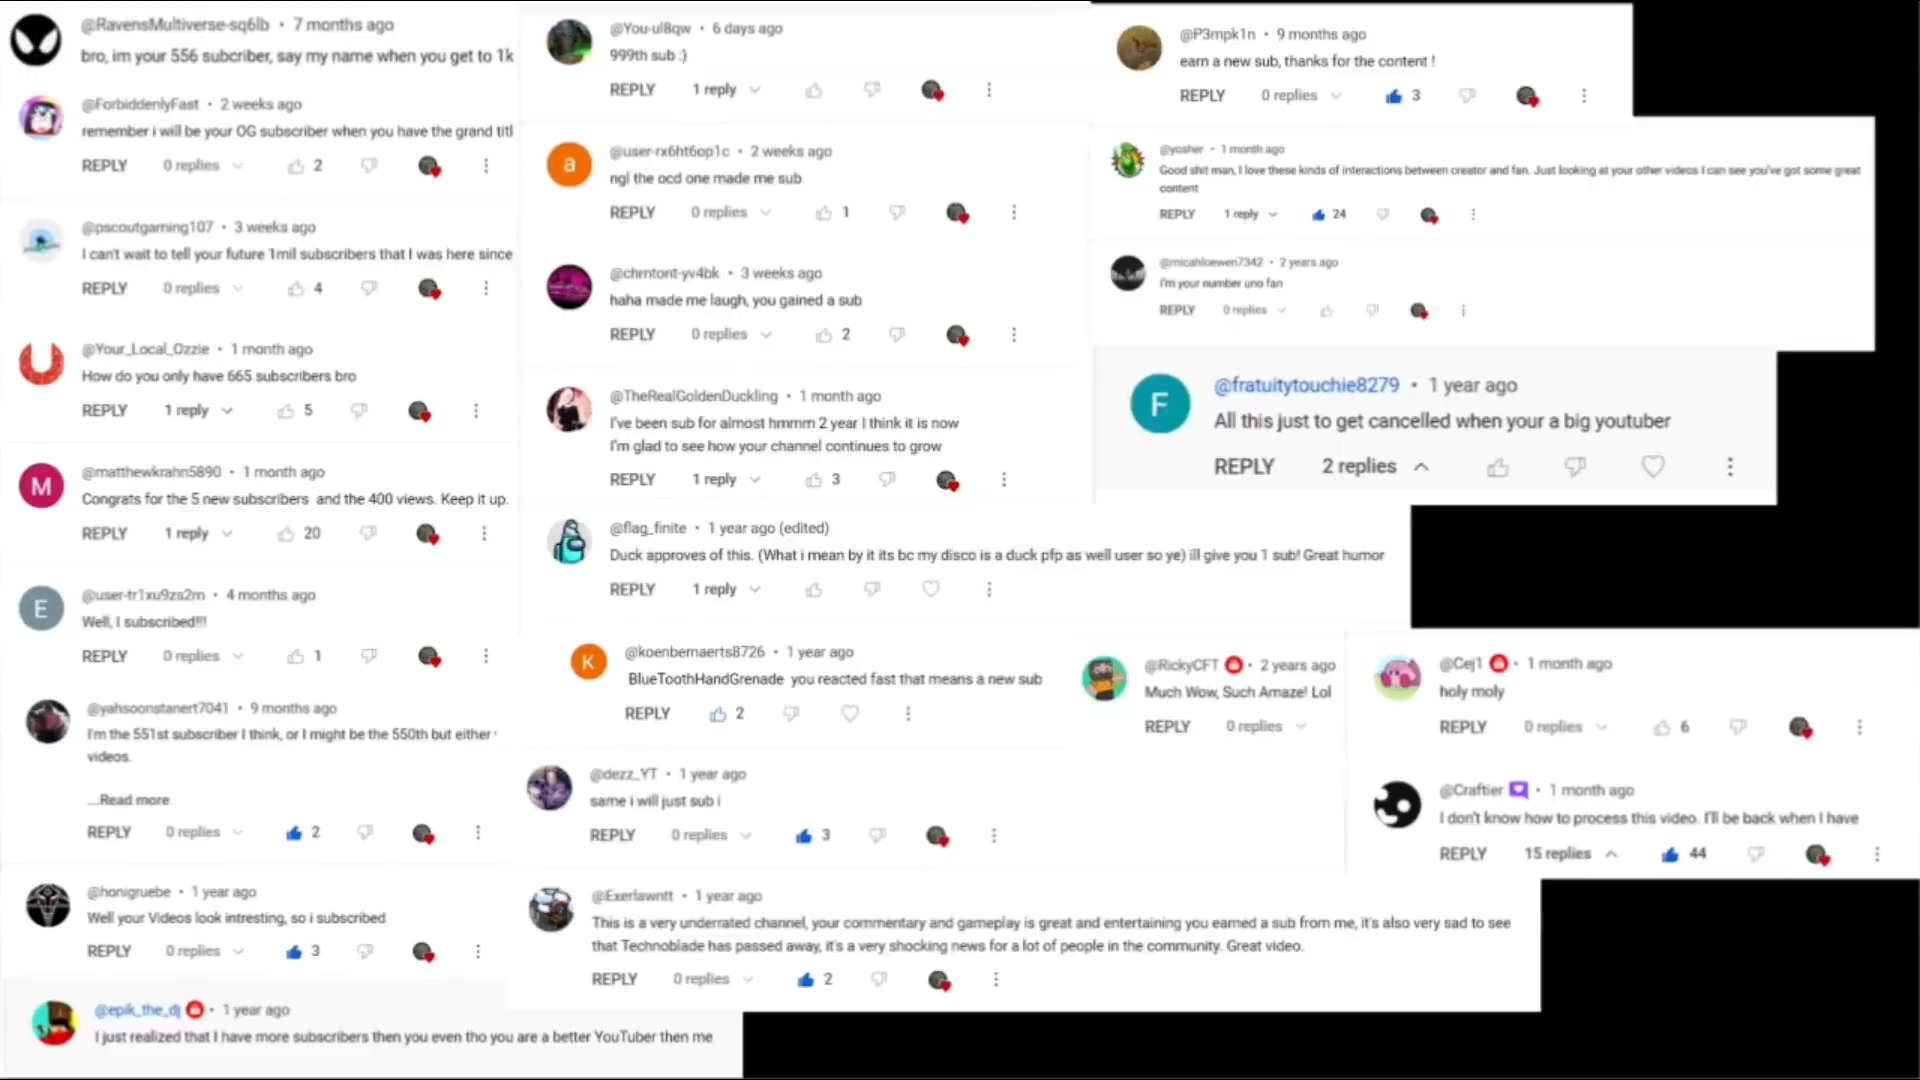 @RavensMultiverse-sq6lb • 7 months ago
bro, im your 556 subcriber, say my name when you get to 1k
@ForbiddenlyFast • 2 weeks ago
remember i will be your OG subscriber when you have the grand titl
REPLY 0 replies 2
@pscoutgaming107 • 3 weeks ago
I can't wait to tell your future 1mil subscribers that I was here since
REPLY 0 replies 4
@Your_Local_Ozzie • 1 month ago
How do you only have 665 subscribers bro
REPLY 1 reply 5
M
@matthewkrahn5890 • 1 month ago
Congrats for the 5 new subscribers and the 400 views. Keep it up.
REPLY 1 reply 20
E
@user-tr1xu9zs2m • 4 months ago
Well, I subscribed!!!
REPLY 0 replies 1
@yahsoonstanert7041 • 9 months ago
I'm the 551st subscriber I think, or I might be the 550th but either
videos.
...Read more
REPLY 0 replies 2
@honigruebe • 1 year ago
Well your Videos look intresting, so i subscribed
REPLY 0 replies 3
@epik_the_dj • 1 year ago
I just realized that I have more subscribers then you even tho you are a better YouTuber then me
@You-ul8qw • 6 days ago
999th sub :)
REPLY 1 reply
a
@user-rx6ht6op1c • 2 weeks ago
ngl the ocd one made me sub
REPLY 0 replies 1
@chrntont-yv4bk • 3 weeks ago
haha made me laugh, you gained a sub
REPLY 0 replies 2
@TheRealGoldenDuckling • 1 month ago
I've been sub for almost hmmm 2 year I think it is now
I'm glad to see how your channel continues to grow
REPLY 1 reply 3
@flag_finite • 1 year ago (edited)
Duck approves of this. (What i mean by it its bc my disco is a duck pfp as well user so ye) ill give you 1 sub! Great humor
REPLY 1 reply
K
@koenbernaerts8726 • 1 year ago
BlueToothHandGrenade you reacted fast that means a new sub
REPLY 2
@dezz_YT • 1 year ago
same i will just sub i
REPLY 0 replies 3
@Exerlawntt • 1 year ago
This is a very underrated channel, your commentary and gameplay is great and entertaining you earned a sub from me, it's also very sad to see
that Technoblade has passed away, it's a very shocking news for a lot of people in the community. Great video.
REPLY 0 replies 2
@P3mpk1n • 9 months ago
earn a new sub, thanks for the content !
REPLY 0 replies 3
@yosher • 1 month ago
Good shit man, I love these kinds of interactions between creator and fan. Just looking at your other videos I can see you've got some great
content
REPLY 1 reply 24
@micahloewen7342 • 2 years ago
I'm your number uno fan
REPLY 0 replies
F
@fratuitytouchie8279 • 1 year ago
All this just to get cancelled when your a big youtuber
REPLY 2 replies
@RickyCFT • 2 years ago
Much Wow, Such Amaze! Lol
REPLY 0 replies
@Cej1 • 1 month ago
holy moly
REPLY 0 replies 6
@Craftier • 1 month ago
I don't know how to process this video. I'll be back when I have
REPLY 15 replies 44